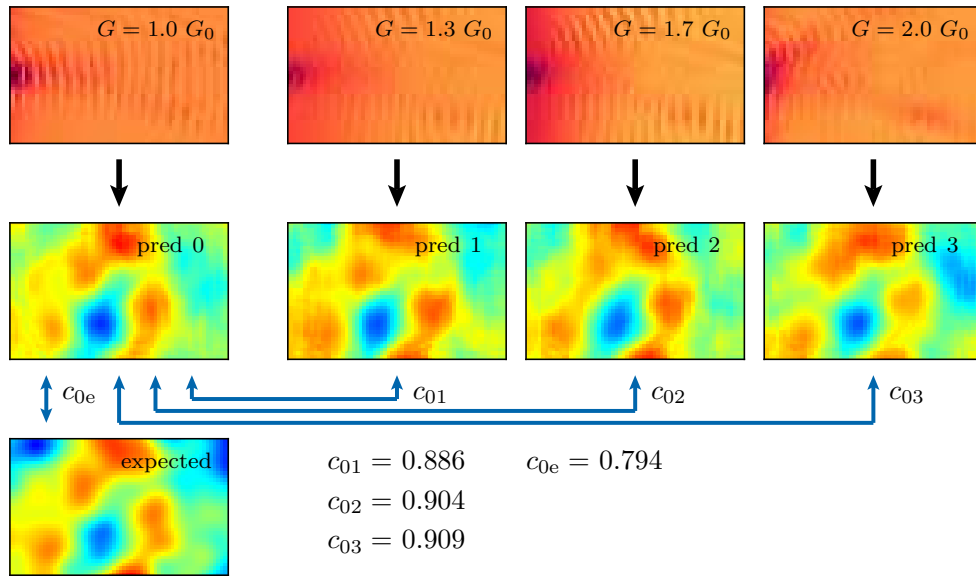 G = 1.0 G₀
G = 1.3 G₀
G = 1.7 G₀
G = 2.0 G₀
pred 0
pred 1
pred 2
pred 3
c₀ₑ
c₀₁
c₀₂
c₀₃
expected
c₀₁ = 0.886
c₀ₑ = 0.794
c₀₂ = 0.904
c₀₃ = 0.909